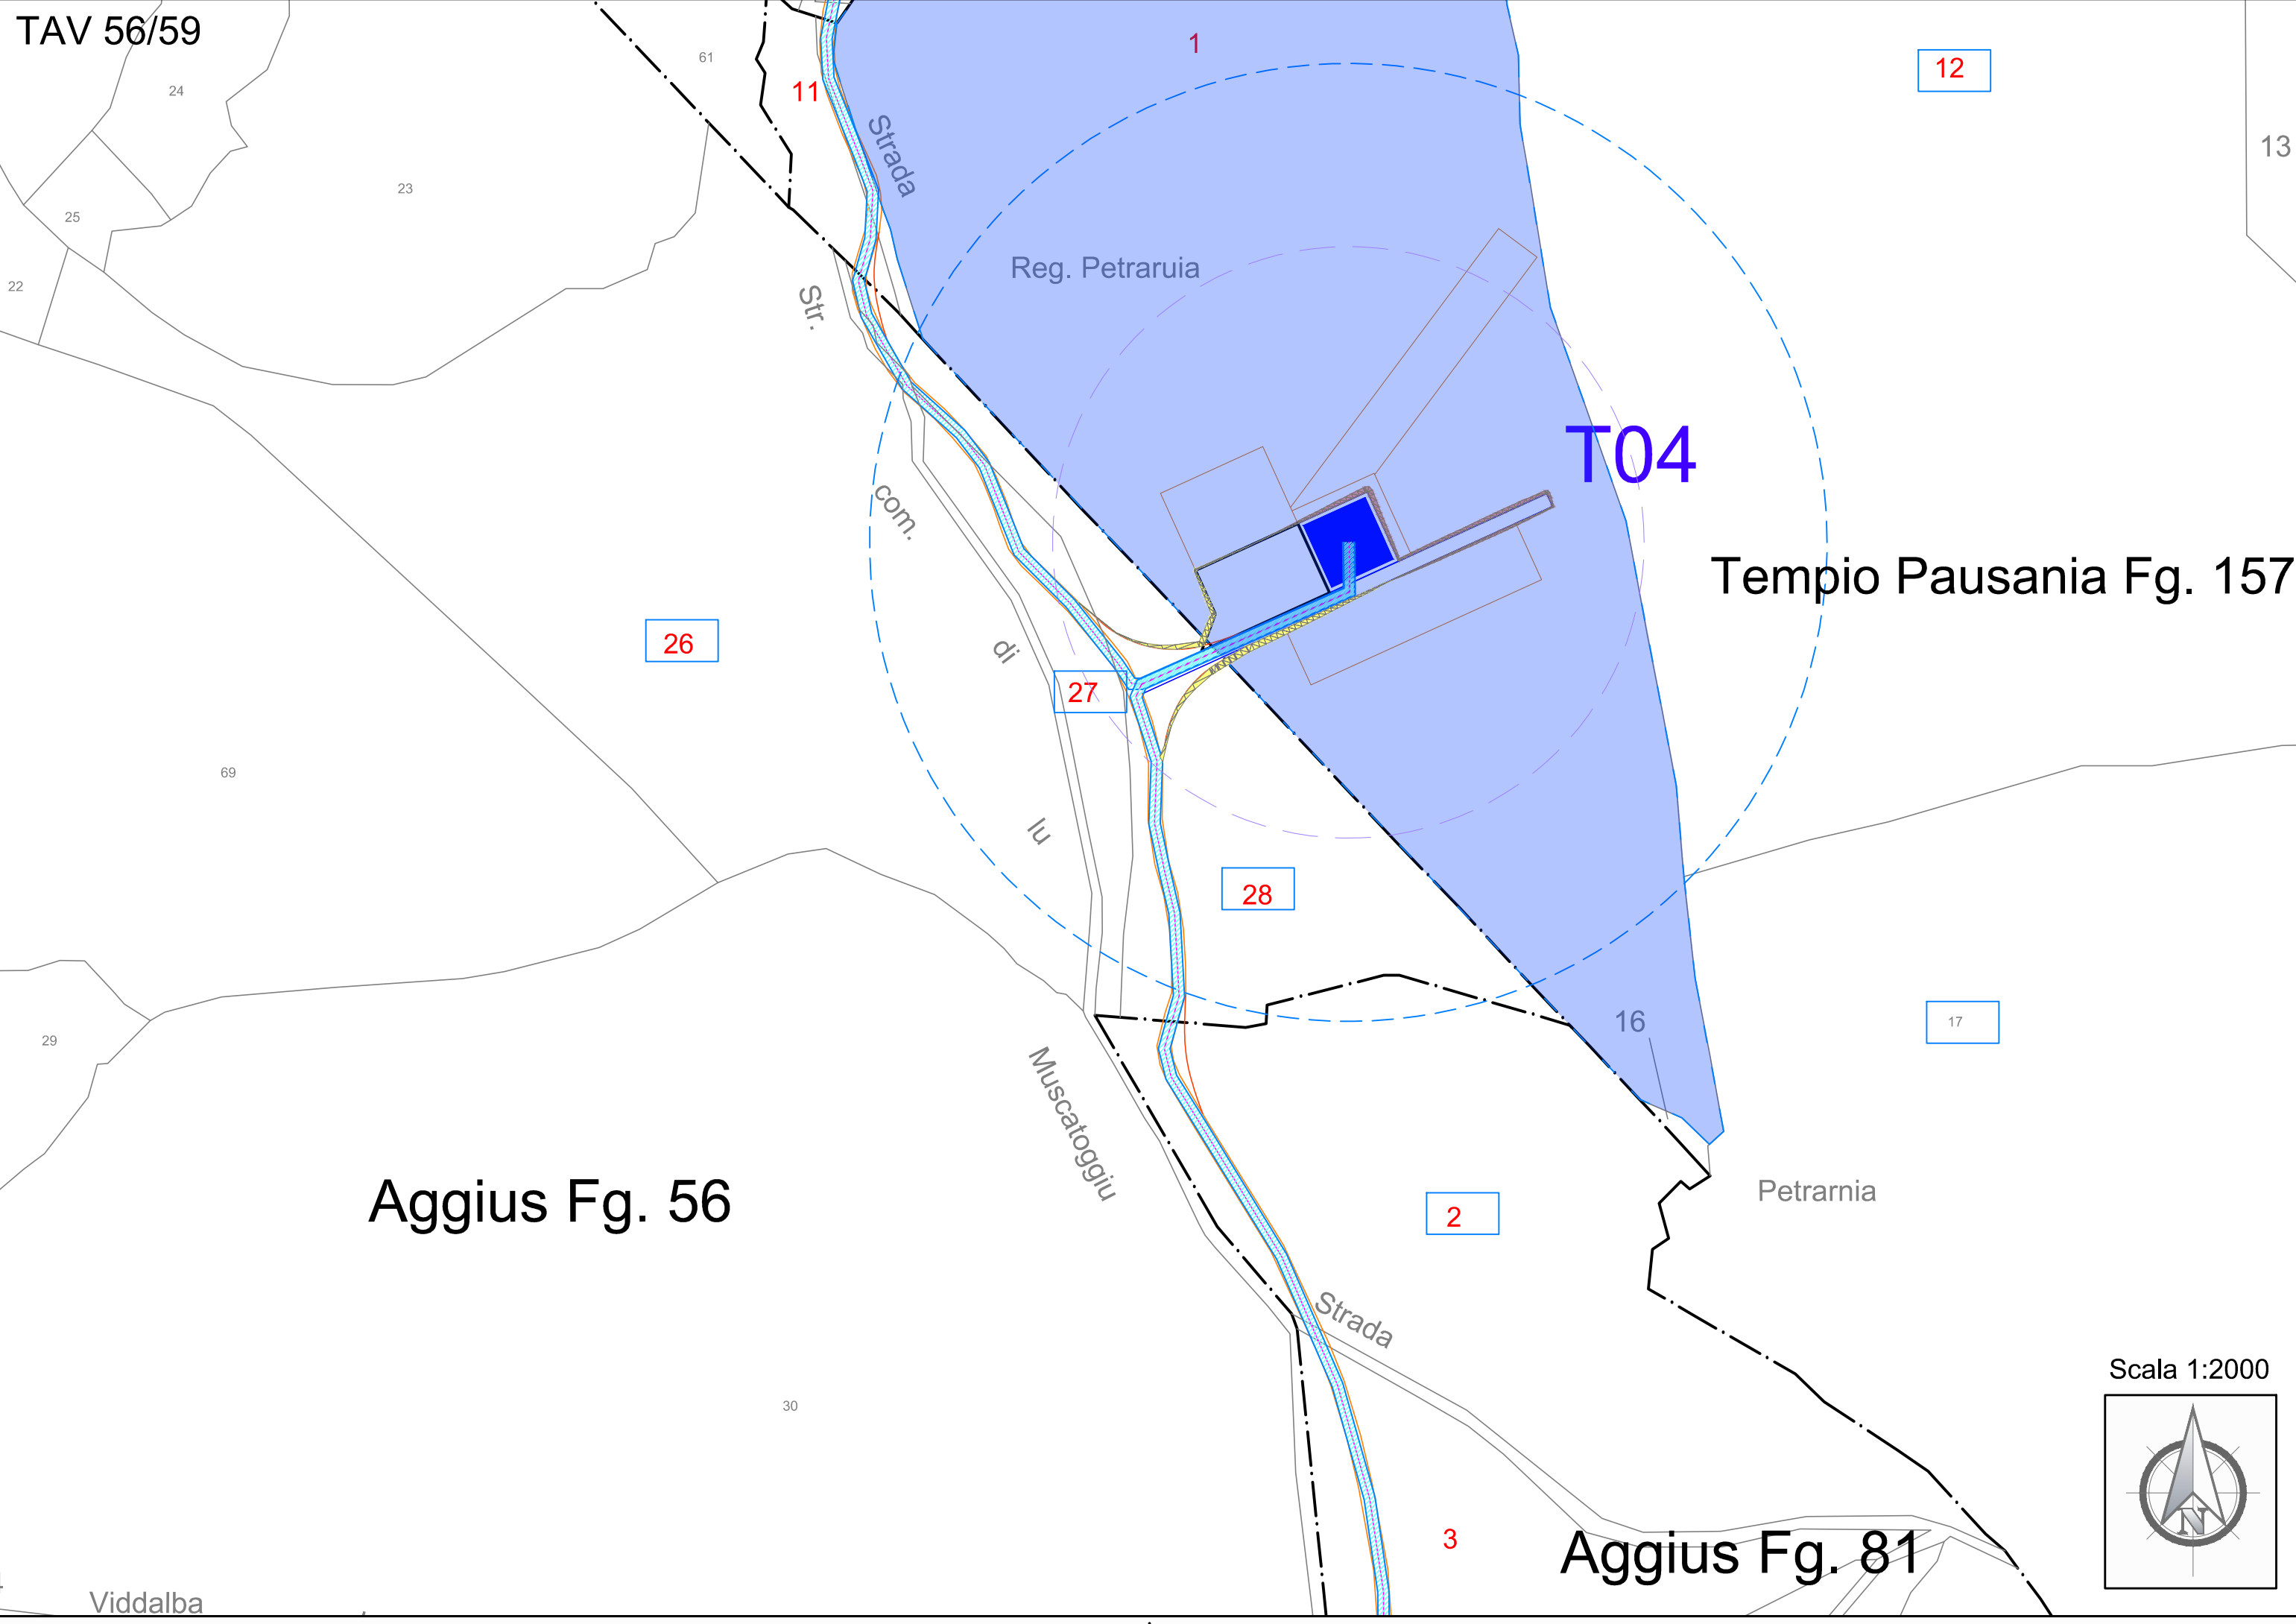 TAV 56/59
1
12
61
11
24
Strada
13
23
25
Reg. Petraruia
22
Str.
T04
com.
Tempio Pausania Fg. 157
26
di
27
69
lu
28
16
17
29
Muscatoggiu
Petrarnia
Aggius Fg. 56
2
Strada
Scala 1:2000
30
N
3
Aggius Fg. 81
Viddalba